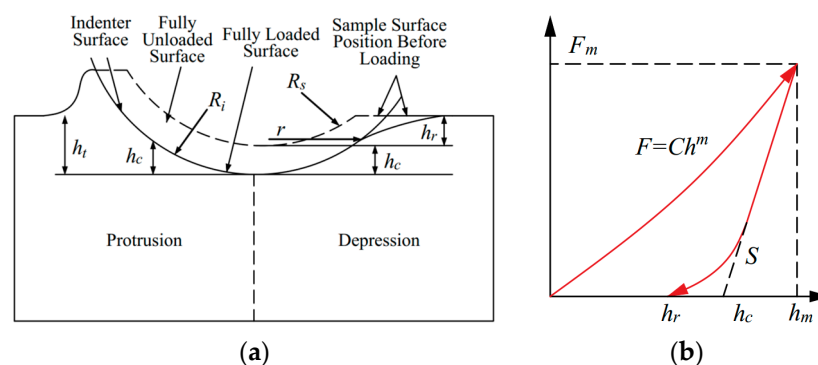 Indenter
Surface
Fully
Unloaded
Surface
Fully Loaded
Surface
Sample Surface
Position Before
Loading
R_i
R_s
r
h_t
h_c
h_c
h_r
Protrusion
Depression
(a)
F_m
F=Ch^m
S
h_r
h_c
h_m
(b)